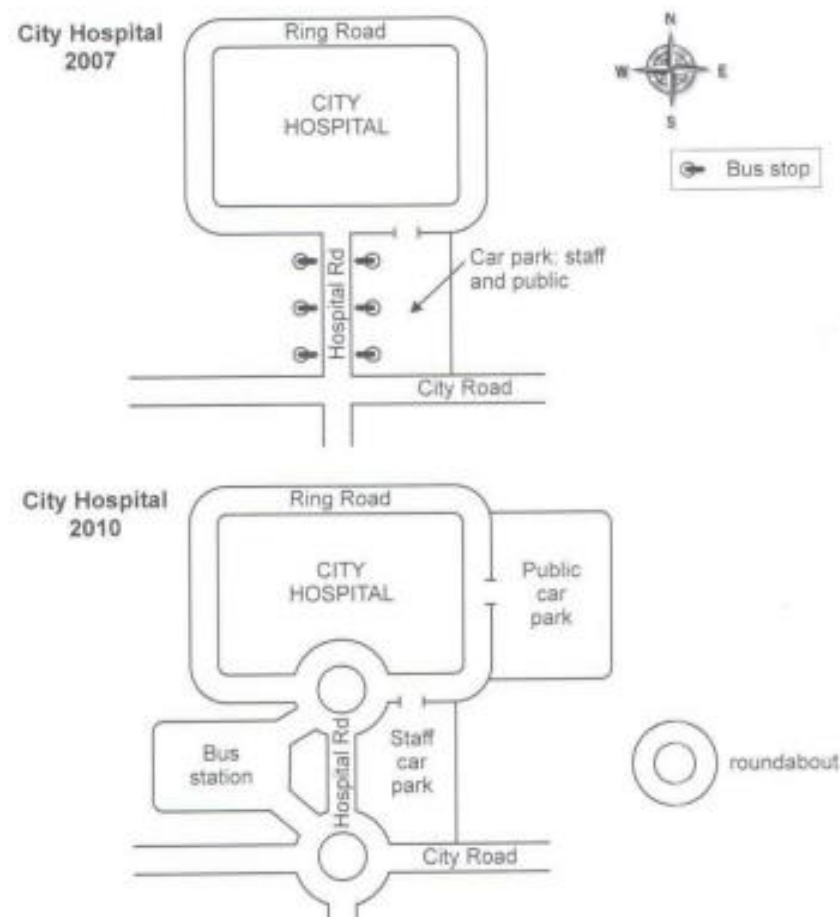 City Hospital
2007
Ring Road
CITY
HOSPITAL
N
W
E
S
Bus stop
Hospital Rd
Car park: staff
and public
City Road
City Hospital
2010
Ring Road
CITY
HOSPITAL
Public
car
park
Bus
station
Hospital Rd
Staff
car
park
roundabout
City Road